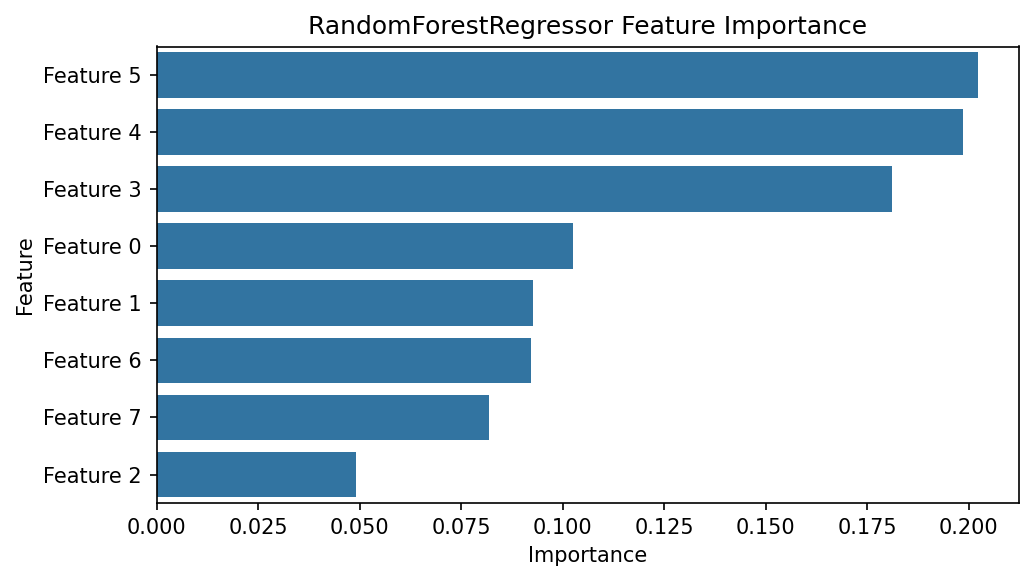 RandomForestRegressor Feature Importance
Feature 5
Feature 4
Feature 3
Feature 0
Feature 1
Feature 6
Feature 7
Feature 2
Feature
0.000 0.025 0.050 0.075 0.100 0.125 0.150 0.175 0.200
Importance